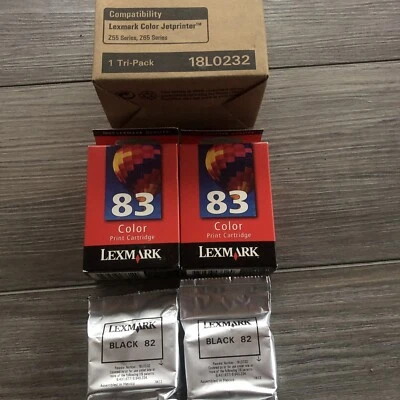 Compatibility
Lexmark Color Jetprinter™
Z55 Series, Z65 Series
1 Tri-Pack 18L0232
83
Color
Print Cartridge
LEXMARK
83
Color
Print Cartridge
LEXMARK
LEXMARK
BLACK 82
LEXMARK
BLACK 82